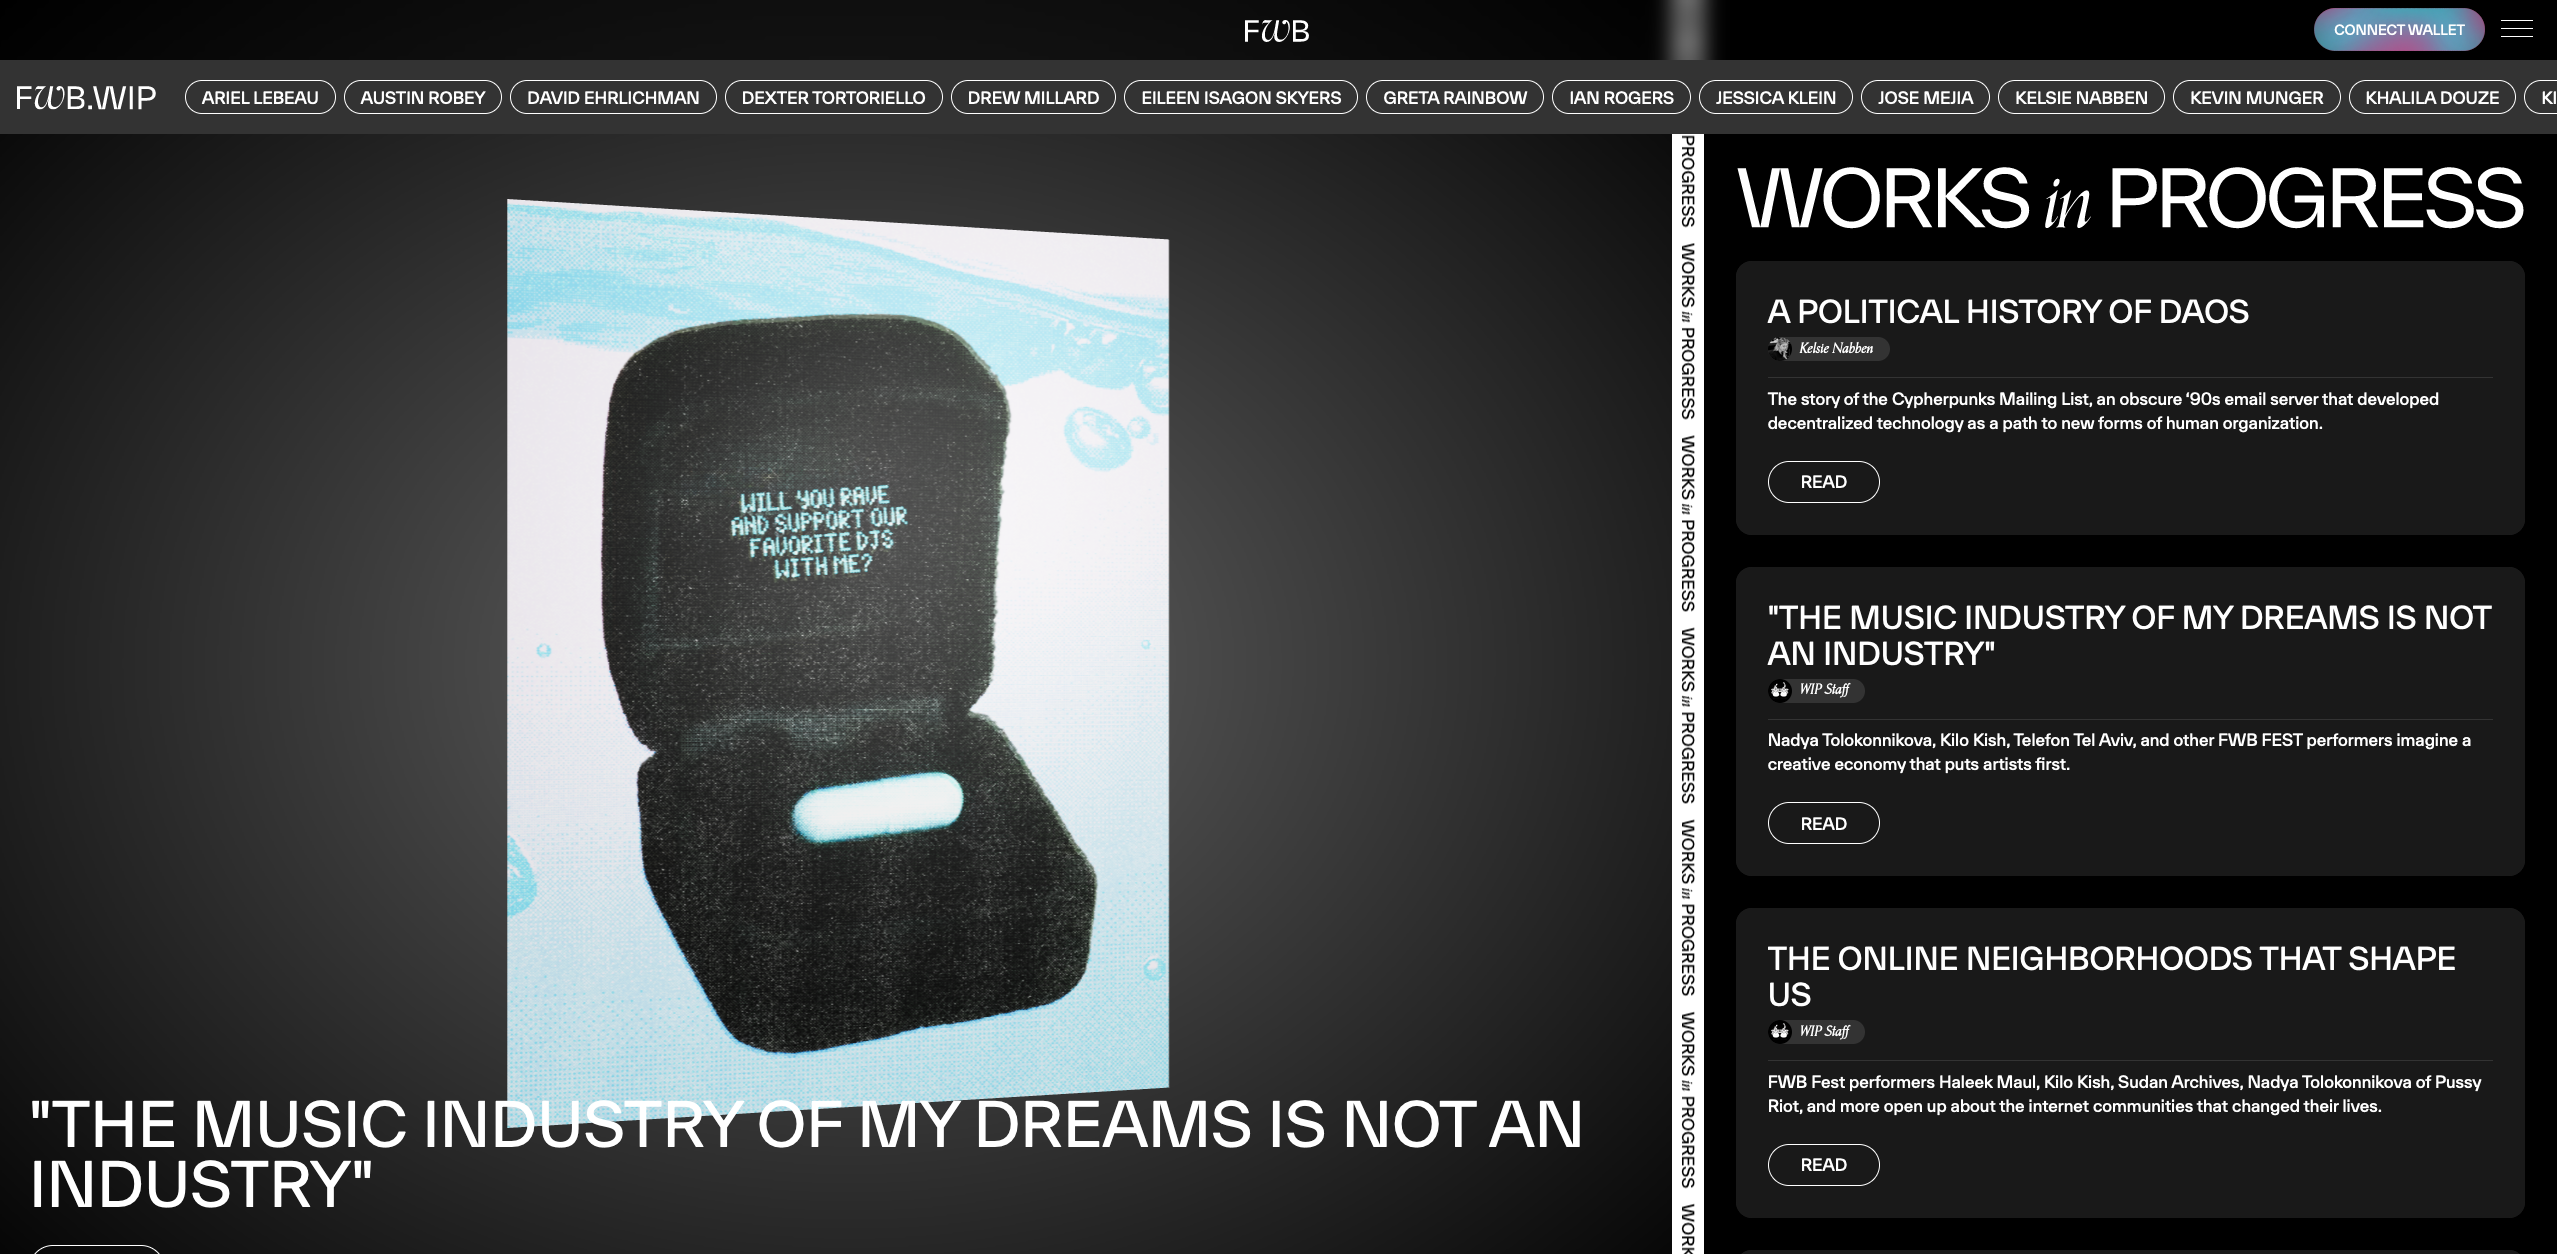 FWB
CONNECT WALLET
FWB.WIP
ARIEL LEBEAU
AUSTIN ROBEY
DAVID EHRLICHMAN
DEXTER TORTORIELLO
DREW MILLARD
EILEEN ISAGON SKYERS
GRETA RAINBOW
IAN ROGERS
JESSICA KLEIN
JOSE MEJIA
KELSIE NABBEN
KEVIN MUNGER
KHALILA DOUZE
WILL YOU RAVE
AND SUPPORT OUR
FAVORITE DJS
WITH ME?
"THE MUSIC INDUSTRY OF MY DREAMS IS NOT AN
INDUSTRY"
PROGRESS WORKS in PROGRESS WORKS in PROGRESS WORKS in PROGRESS WORKS in PROGRESS WORKS in PROGRESS WORK
WORKS in PROGRESS
A POLITICAL HISTORY OF DAOS
Kelsie Nabben
The story of the Cypherpunks Mailing List, an obscure ‘90s email server that developed
decentralized technology as a path to new forms of human organization.
READ
"THE MUSIC INDUSTRY OF MY DREAMS IS NOT
AN INDUSTRY"
WIP Staff
Nadya Tolokonnikova, Kilo Kish, Telefon Tel Aviv, and other FWB FEST performers imagine a
creative economy that puts artists first.
READ
THE ONLINE NEIGHBORHOODS THAT SHAPE
US
WIP Staff
FWB Fest performers Haleek Maul, Kilo Kish, Sudan Archives, Nadya Tolokonnikova of Pussy
Riot, and more open up about the internet communities that changed their lives.
READ